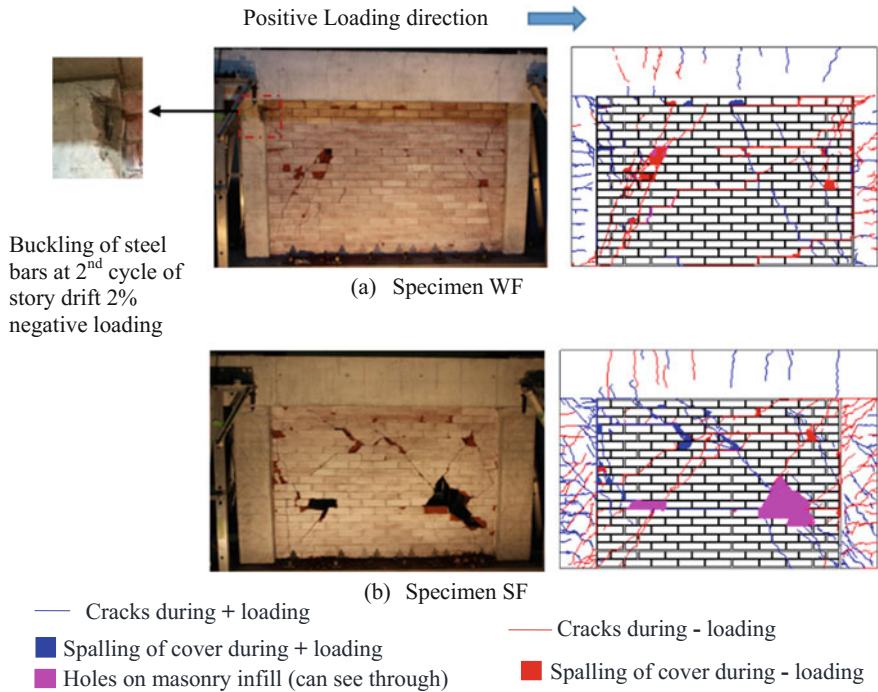 Positive Loading direction
Buckling of steel
bars at 2nd cycle of
story drift 2%
negative loading
(a) Specimen WF
(b) Specimen SF
Cracks during + loading
Cracks during - loading
Spalling of cover during + loading
Spalling of cover during - loading
Holes on masonry infill (can see through)